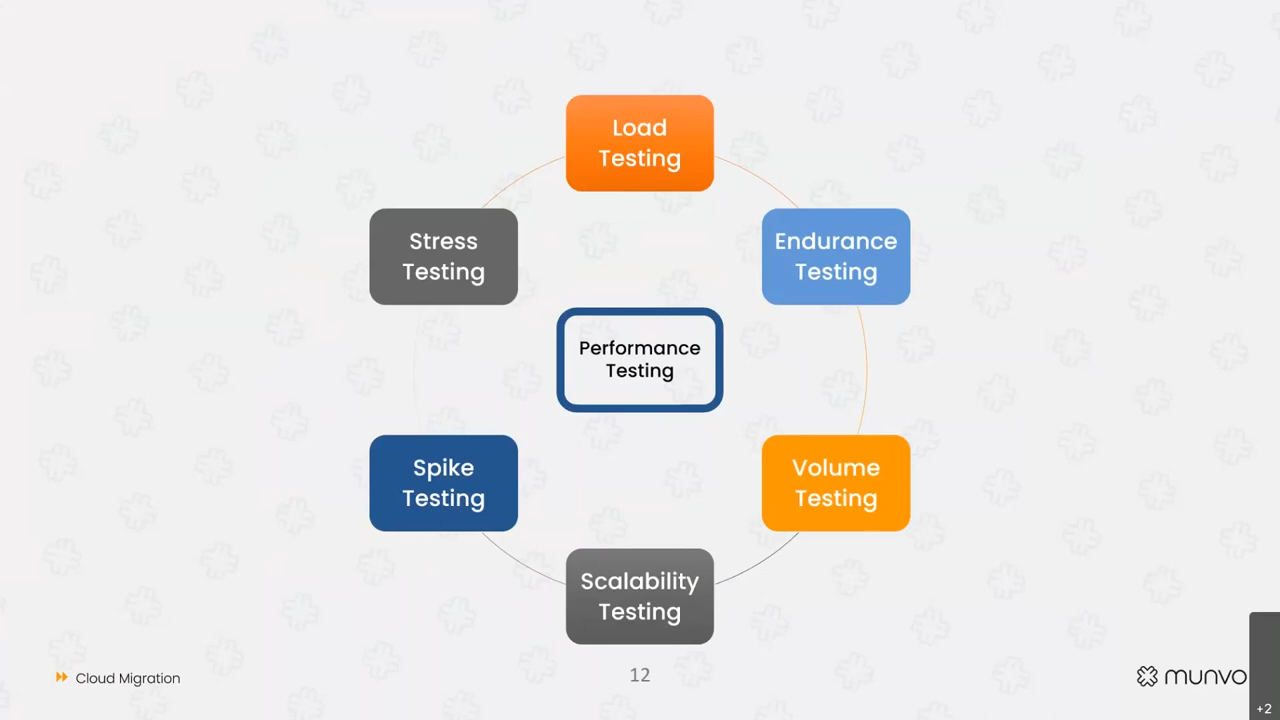 Load
Testing
Stress
Testing
Endurance
Testing
Performance
Testing
Spike
Testing
Volume
Testing
Scalability
Testing
Cloud Migration
12
munvo
+2